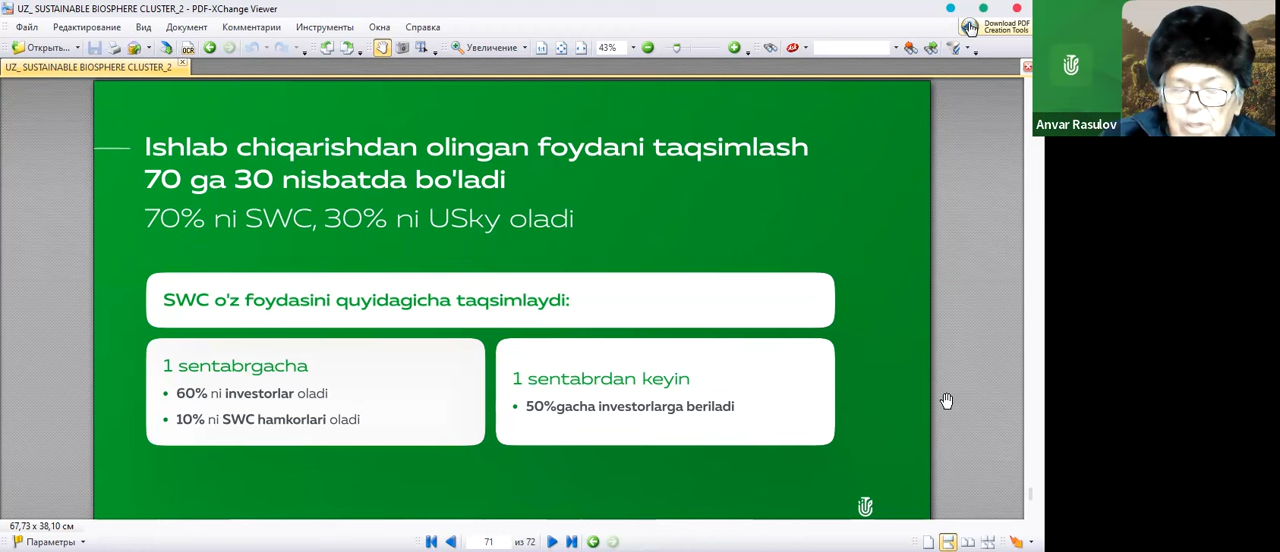 UZ_ SUSTAINABLE BIOSPHERE CLUSTER_2 - PDF-XChange Viewer
Файл Редактирование Вид Документ Комментарии Инструменты Окна Справка
Download PDF
Creation Tools
Открыть... OCR Увеличение 43%
UZ_ SUSTAINABLE BIOSPHERE CLUSTER_2
Anvar Rasulov
Ishlab chiqarishdan olingan foydani taqsimlash
70 ga 30 nisbatda bo'ladi
70% ni SWC, 30% ni USky oladi
SWC o'z foydasini quyidagicha taqsimlaydi:
1 sentabrgacha
• 60% ni investorlar oladi
• 10% ni SWC hamkorlari oladi
1 sentabrdan keyin
• 50%gacha investorlarga beriladi
67,73 x 38,10 см
Параметры 71 из 72